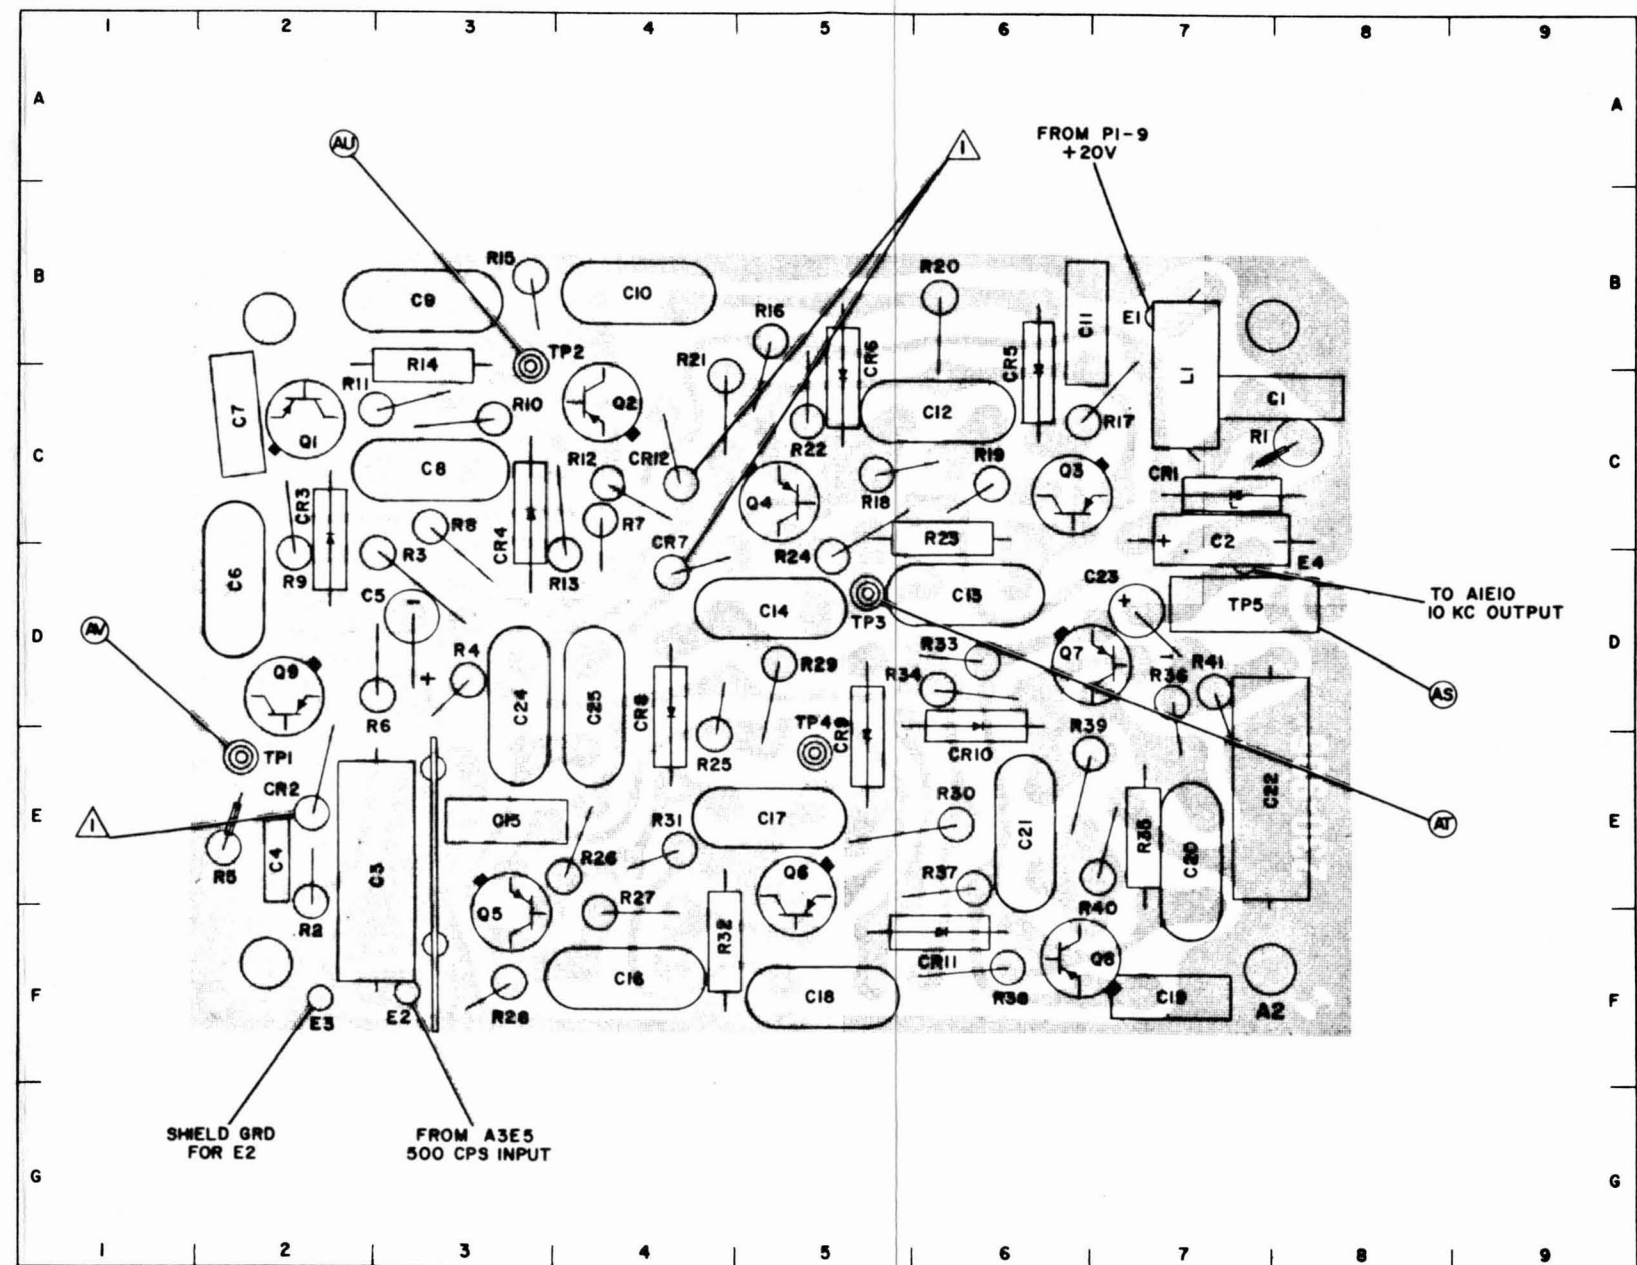 1 2 3 4 5 6 7 8 9
A A
AU
1
FROM P1-9
+20V
B B
R15
C9
C10
R20
R16
E1
C11
TP2
R14
R21
CR6
CR5
L1
R11
C7
Q1
R10
Q2
C12
R17
C1
R22
R1
C C
C8
R12
CR12
R19
Q3
CR1
CR3
Q4
R18
R8
R7
CR4
R3
CR7
R24
R23
+ C2
E4
R9
R13
C6
C5
-
C23
+
TP5
TO A1E10
10 KC OUTPUT
C14
TP3
C13
AV
D D
R4
R33
Q7
-
R41
Q9
+
R29
R34
R36
AS
C24
C25
CR8
R6
TP4
CR9
R39
TP1
R25
CR10
CR2
C22
1
E E
R30
C15
R31
C17
C21
R35
C20
AT
C4
C3
R5
R26
R37
Q6
R2
Q5
R27
R40
R32
CR11
Q8
C16
F F
C18
R38
C19
A2
E3
E2
R28
SHIELD GRD
FOR E2
FROM A3E5
500 CPS INPUT
G G
1 2 3 4 5 6 7 8 9